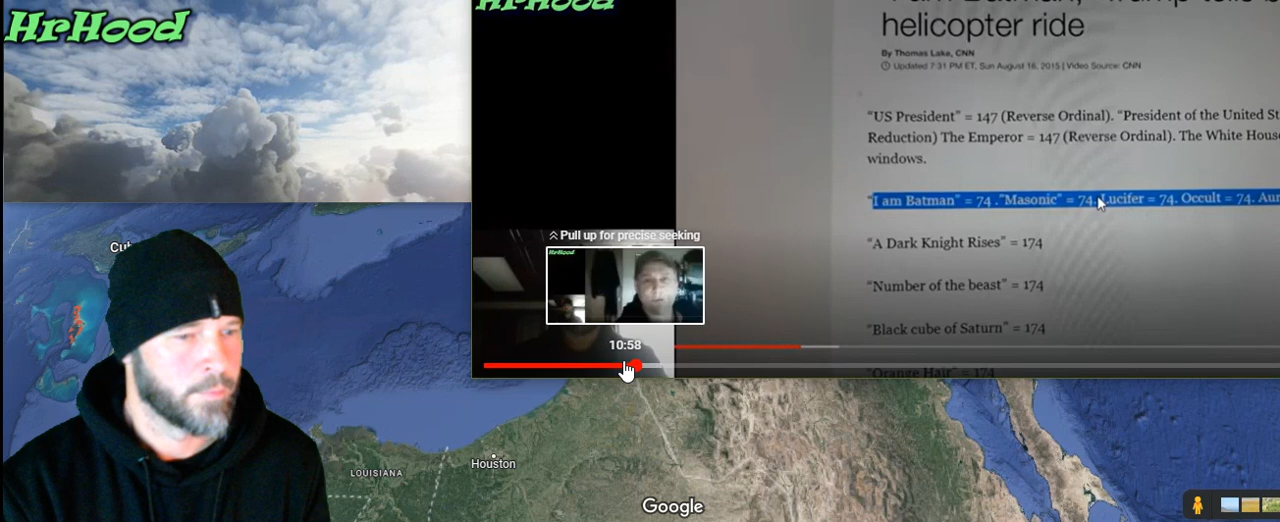 HrHood
HrHood
helicopter ride
By Thomas Lake, CNN
Updated 7:31 PM ET, Sun August 16, 2015 | Video Source: CNN
"US President" = 147 (Reverse Ordinal). "President of the United St
Reduction) The Emperor = 147 (Reverse Ordinal). The White Hous
windows.
"I am Batman" = 74 ."Masonic" = 74. Lucifer = 74. Occult = 74. Aur
"A Dark Knight Rises" = 174
"Number of the beast" = 174
"Black cube of Saturn" = 174
"Orange Hair" = 174
Pull up for precise seeking
HrHood
10:58
Cub
LOUISIANA
Houston
Google